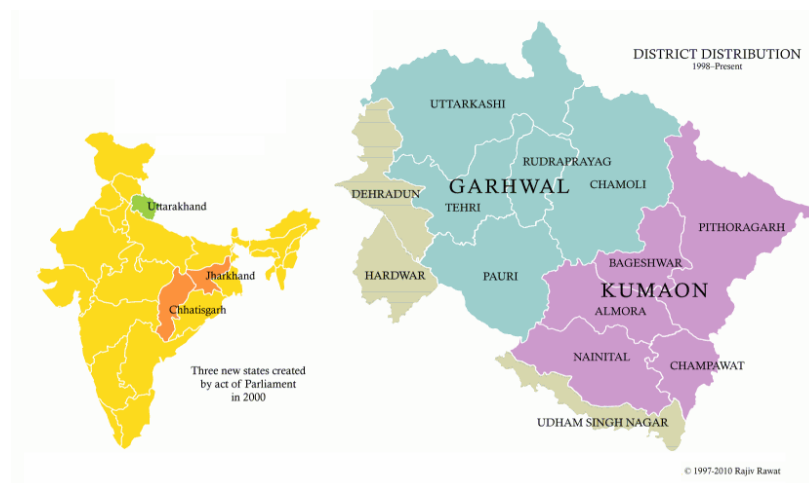 DISTRICT DISTRIBUTION
1998-Present
UTTARKASHI
RUDRAPRAYAG
GARHWAL
CHAMOLI
DEHRADUN
TEHRI
PITHORAGARH
HARDWAR
PAURI
BAGESHWAR
KUMAON
ALMORA
NAINITAL
CHAMPAWAT
UDHAM SINGH NAGAR
Uttarakhand
Jharkhand
Chhatisgarh
Three new states created
by act of Parliament
in 2000
© 1997-2010 Rajiv Rawat